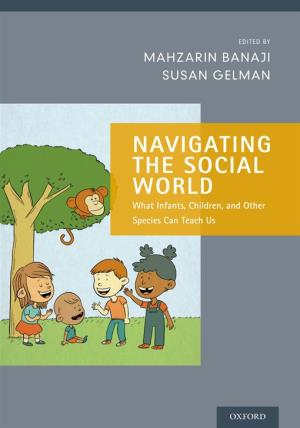 EDITED BY
MAHZARIN BANAJI
SUSAN GELMAN
NAVIGATING
THE SOCIAL
WORLD
What Infants, Children, and Other
Species Can Teach Us
OXFORD